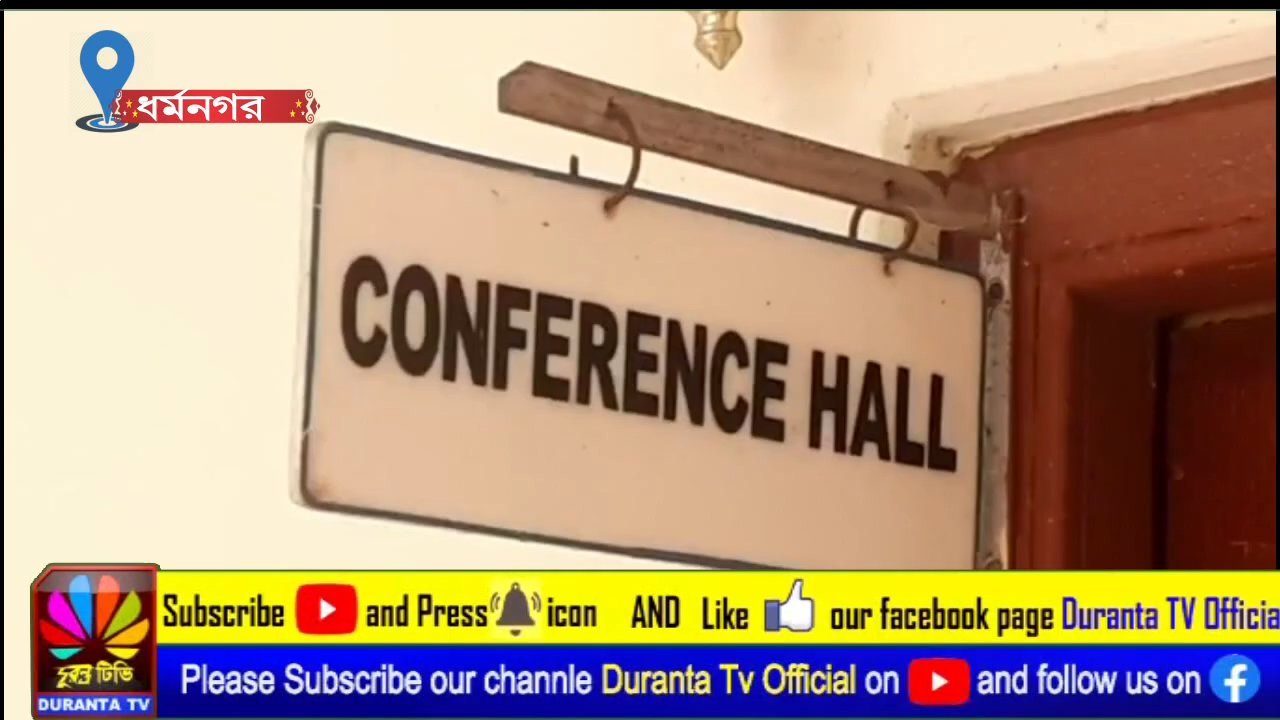 ধর্মনগর
CONFERENCE HALL
Subscribe and Press icon AND Like our facebook page Duranta TV Officia
দুরন্ত টিভি
DURANTA TV
Please Subscribe our channle Duranta Tv Official on and follow us on